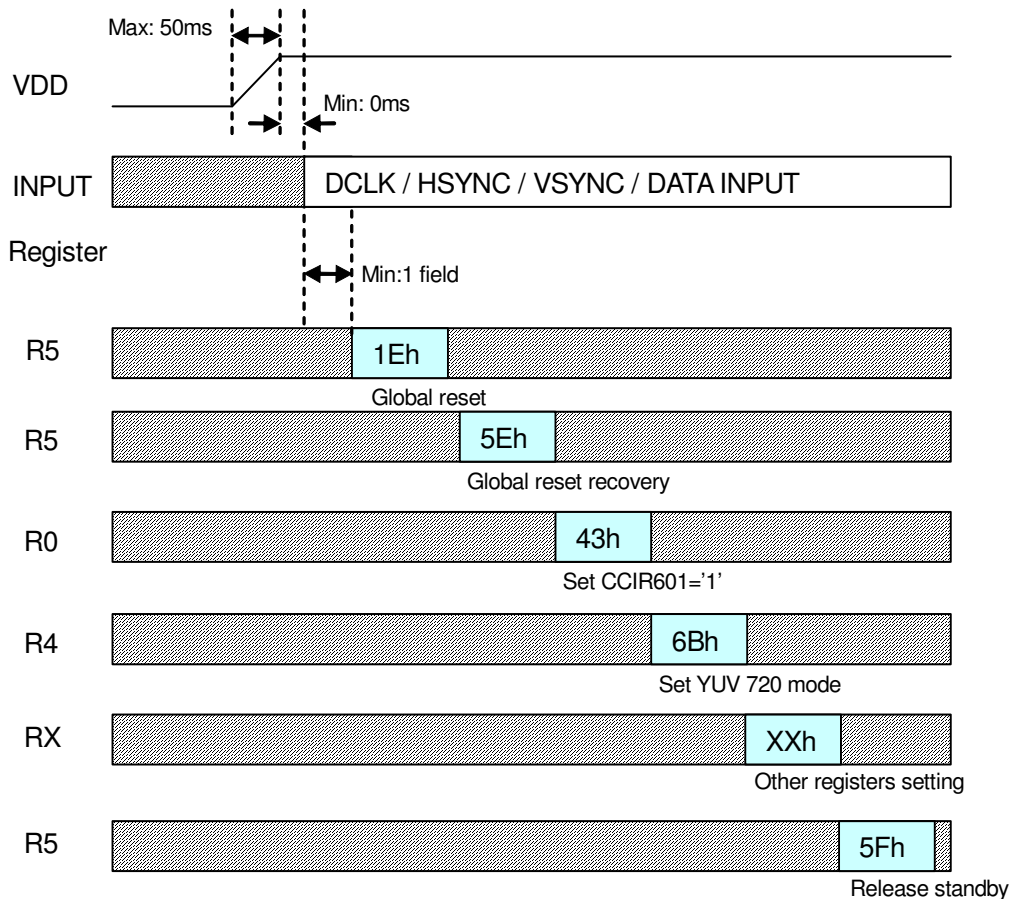 Max: 50ms
VDD
Min: 0ms
INPUT
DCLK / HSYNC / VSYNC / DATA INPUT
Register
Min:1 field
R5
1Eh
Global reset
R5
5Eh
Global reset recovery
R0
43h
Set CCIR601='1'
R4
6Bh
Set YUV 720 mode
RX
XXh
Other registers setting
R5
5Fh
Release standby